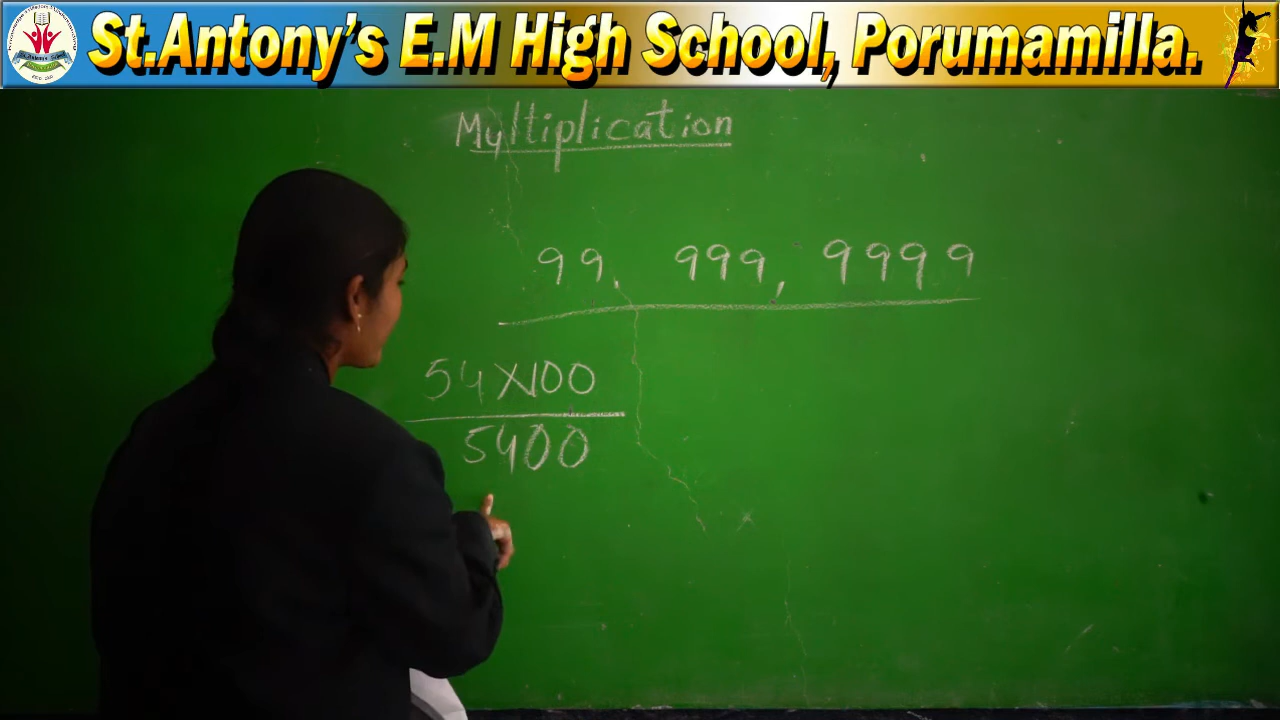 St.Antony's E.M High School, Porumamilla.
Multiplication
99, 999, 9999
54X100
5400